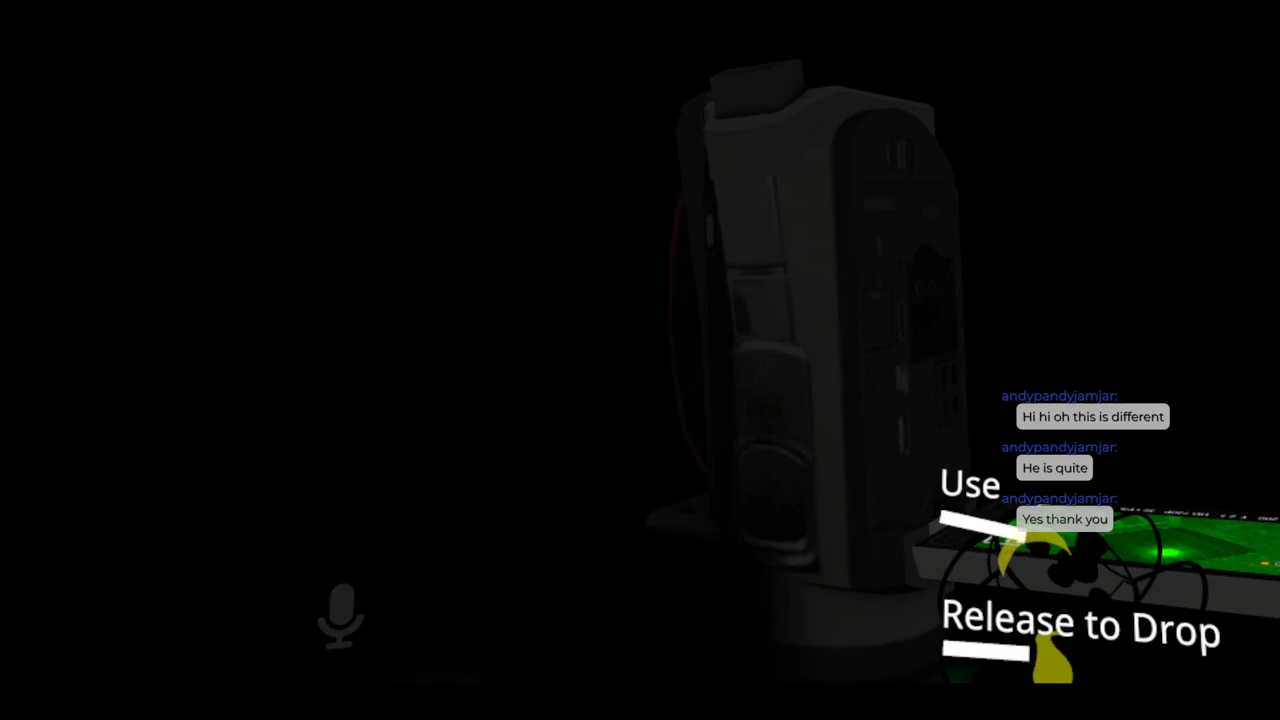 andypandyjamjar:
Hi hi oh this is different
andypandyjamjar:
He is quite
Use
andypandyjamjar:
Yes thank you
Release to Drop